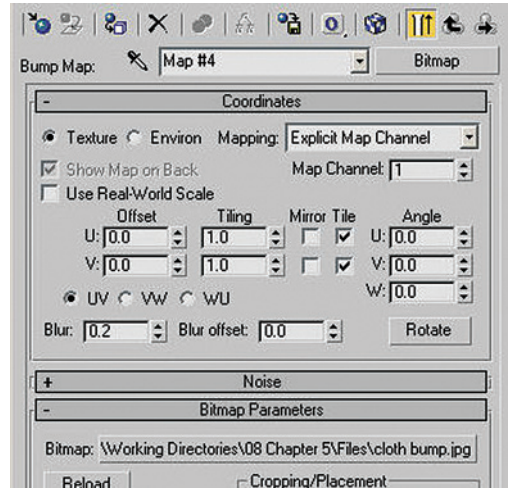 Bump Map: Map #4 Bitmap
- Coordinates
Texture Environ Mapping: Explicit Map Channel
Show Map on Back Map Channel: 1
Use Real-World Scale
Offset Tiling Mirror Tile Angle
U: 0.0 1.0 U: 0.0
V: 0.0 1.0 V: 0.0
UV VW WU W: 0.0
Blur: 0.2 Blur offset: 0.0 Rotate
+ Noise
- Bitmap Parameters
Bitmap: \Working Directories\08 Chapter 5\Files\cloth bump.jpg
Reload Cropping/Placement